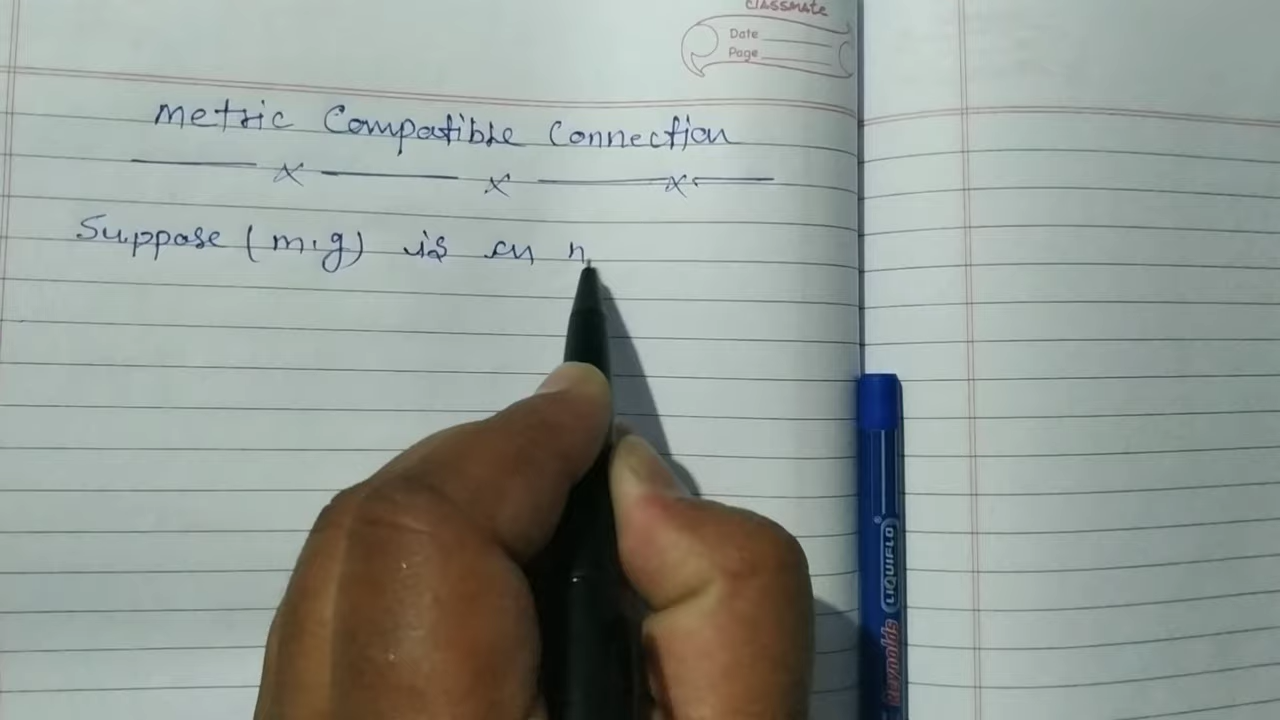 classmate
Date
Page
Metric Compatible Connection
Suppose (M,g) is an n
Reynolds LIQUIFLO